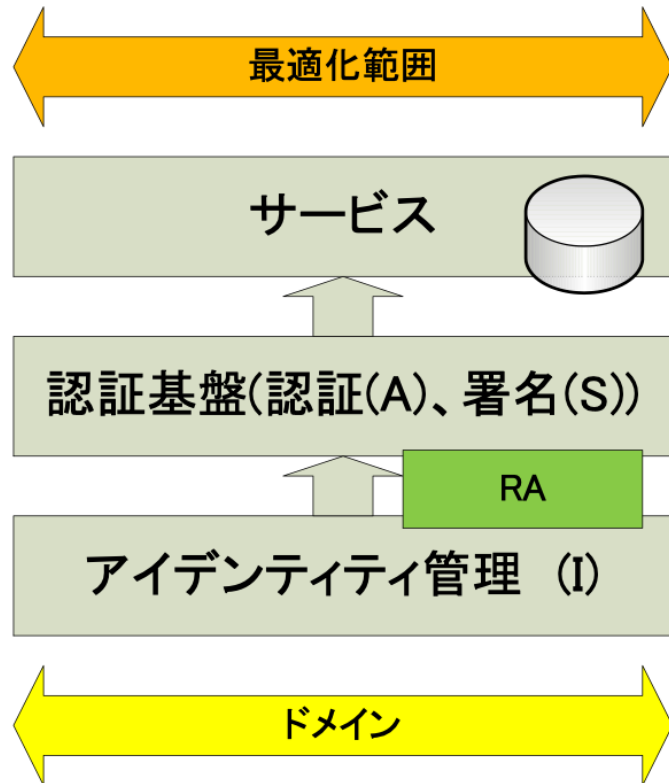 最適化範囲
サービス
認証基盤(認証(A)、署名(S))
RA
アイデンティティ管理 (I)
ドメイン